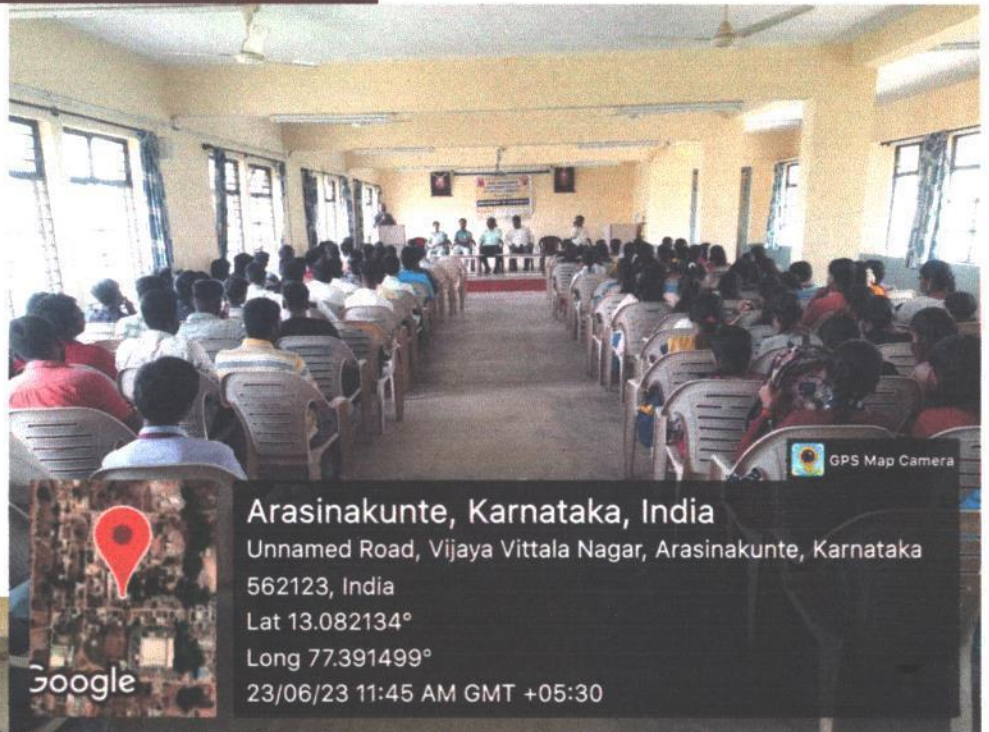 GPS Map Camera
Arasinakunte, Karnataka, India
Unnamed Road, Vijaya Vittala Nagar, Arasinakunte, Karnataka
562123, India
Lat 13.082134°
Long 77.391499°
23/06/23 11:45 AM GMT +05:30
Google